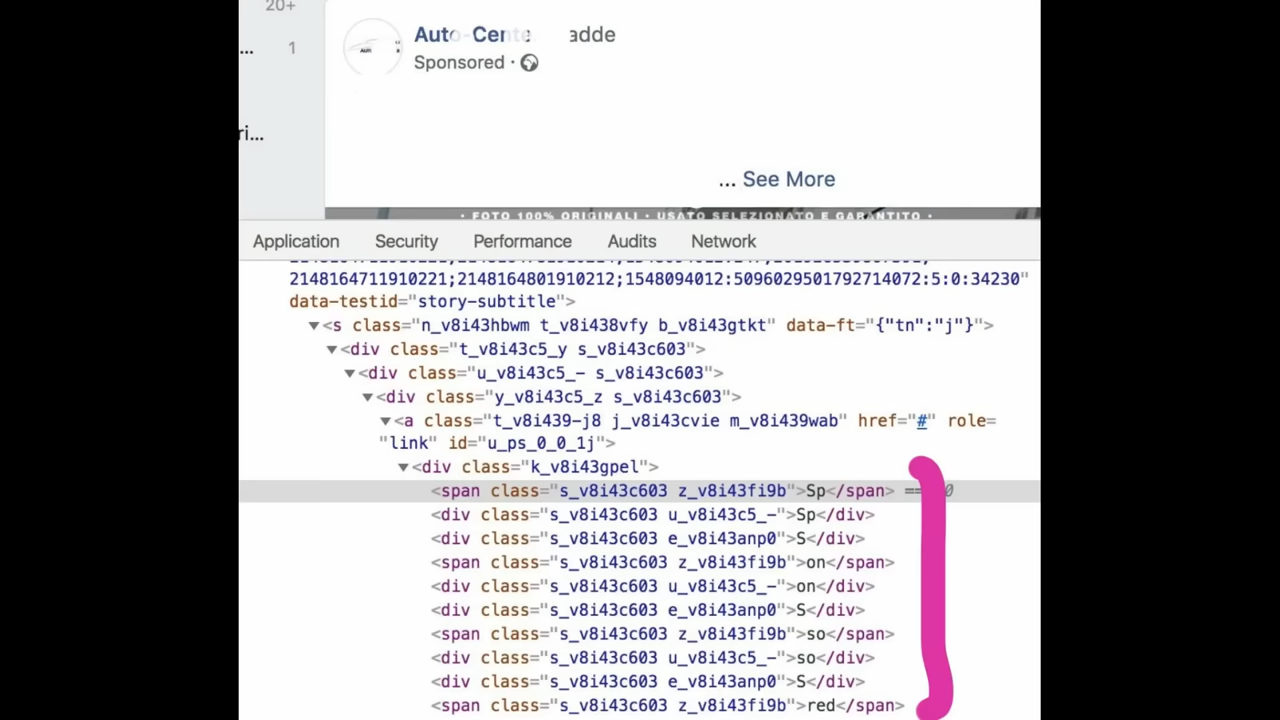 20+
Auto-Cente adde
... 1
Sponsored ·
ri...
... See More
· FOTO 100% ORIGINALI · USATO SELEZIONATO E GARANTITO ·
Application Security Performance Audits Network
2148164711910221;2148164801910212;1548094012:5096029501792714072:5:0:34230"
data-testid="story-subtitle">
▼<s class="n_v8i43hbwm t_v8i438vfy b_v8i43gtkt" data-ft="{"tn":"j"}">
▼<div class="t_v8i43c5_y s_v8i43c603">
▼<div class="u_v8i43c5_- s_v8i43c603">
▼<div class="y_v8i43c5_z s_v8i43c603">
▼<a class="t_v8i439-j8 j_v8i43cvie m_v8i439wab" href="#" role=
"link" id="u_ps_0_0_1j">
▼<div class="k_v8i43gpel">
<span class="s_v8i43c603 z_v8i43fi9b">Sp</span>
<div class="s_v8i43c603 u_v8i43c5_-">Sp</div>
<div class="s_v8i43c603 e_v8i43anp0">S</div>
<span class="s_v8i43c603 z_v8i43fi9b">on</span>
<div class="s_v8i43c603 u_v8i43c5_-">on</div>
<div class="s_v8i43c603 e_v8i43anp0">S</div>
<span class="s_v8i43c603 z_v8i43fi9b">so</span>
<div class="s_v8i43c603 u_v8i43c5_-">so</div>
<div class="s_v8i43c603 e_v8i43anp0">S</div>
<span class="s_v8i43c603 z_v8i43fi9b">red</span>